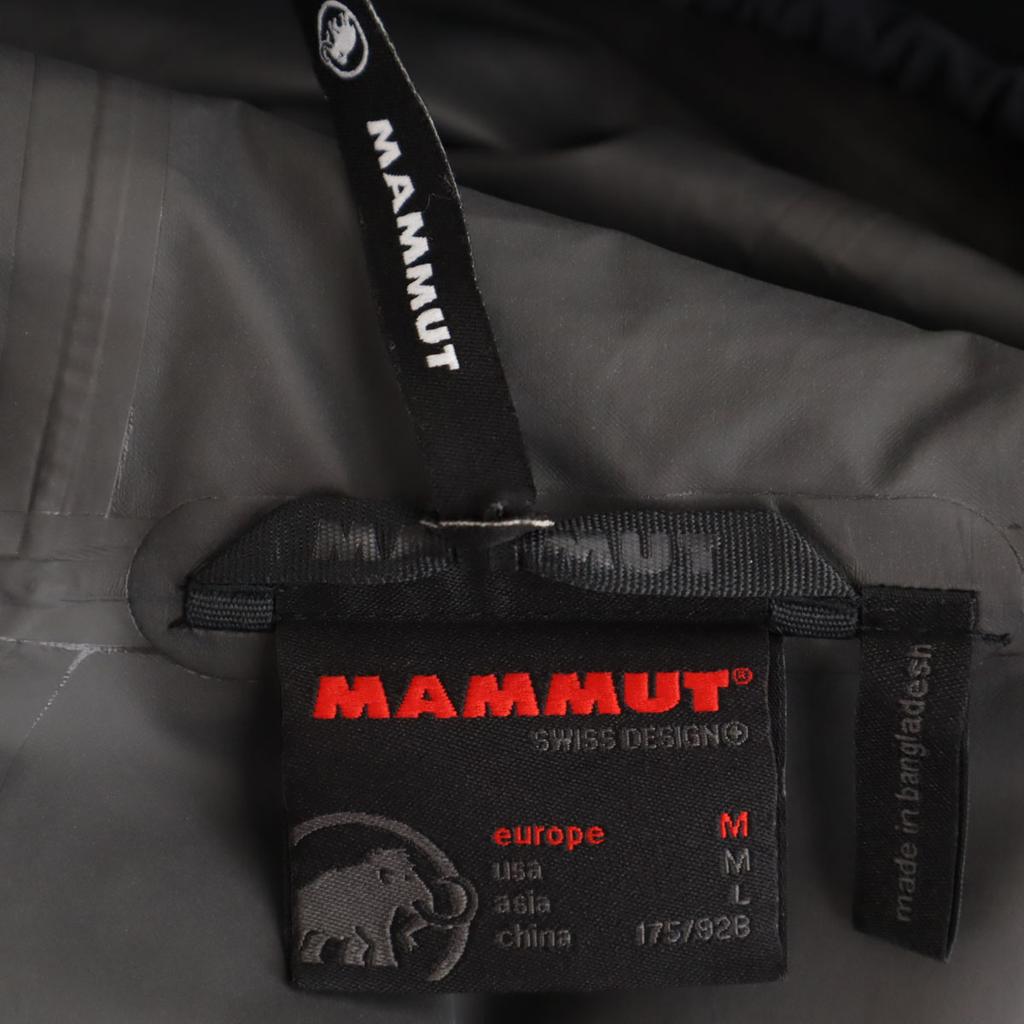 MAMMUT
MAMMUT
MAMMUT®
SWISS DESIGN
europe M
usa M
asia L
china 175/92B
made in bangladesh